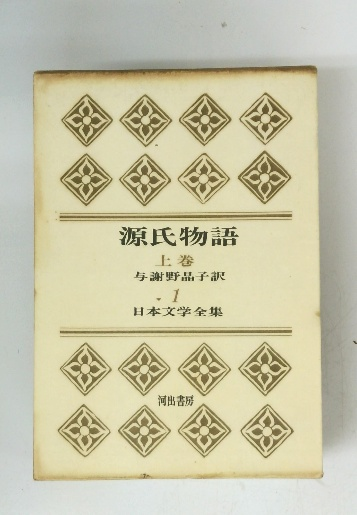 源氏物語
上巻
与謝野晶子訳
1
日本文学全集
河出書房